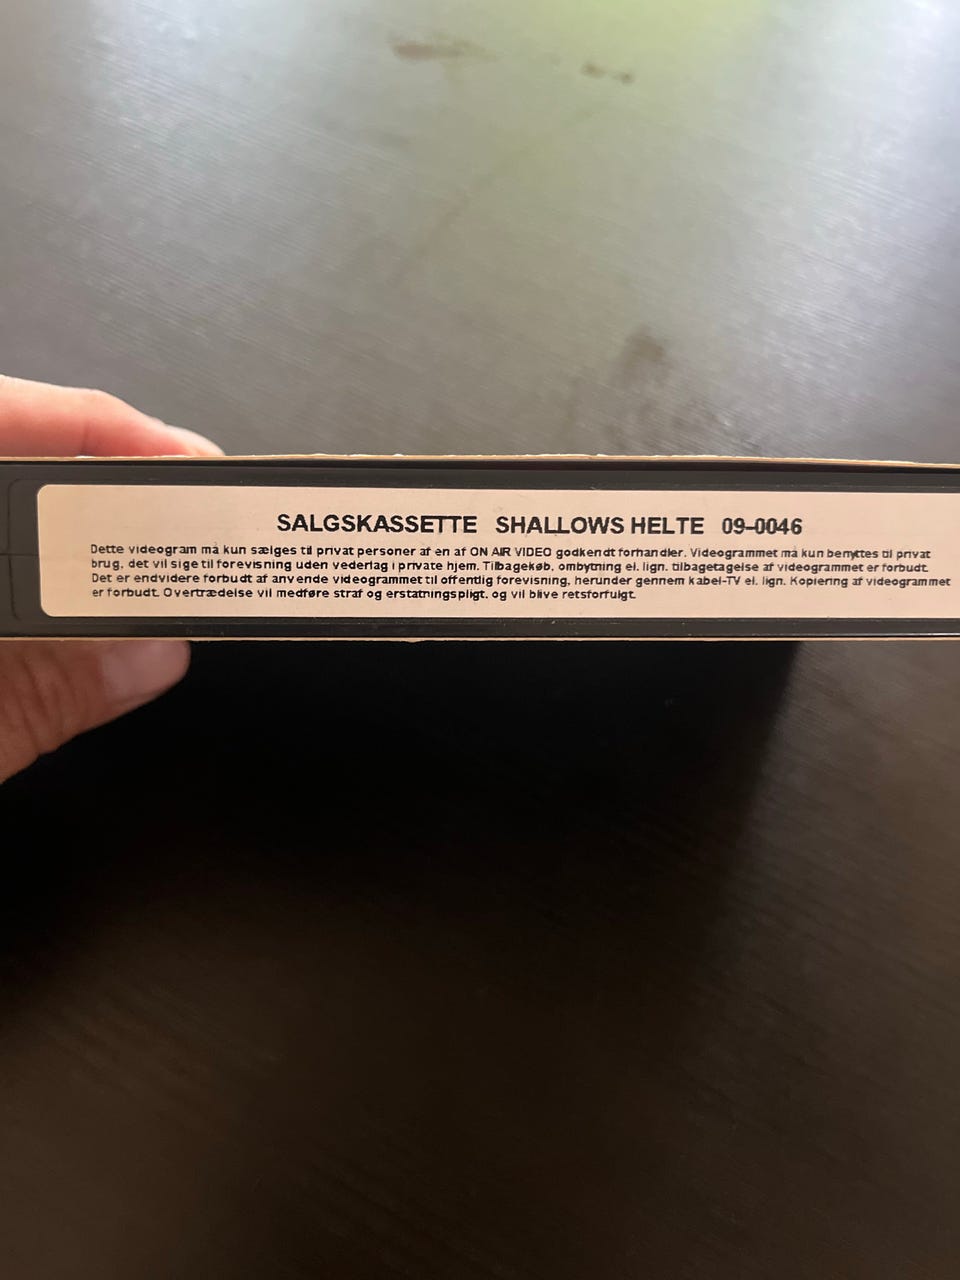 SALGSKASSETTE SHALLOWS HELTE 09-0046
Dette videogram må kun sælges til privat personer af en af ON AIR VIDEO godkendt forhandler. Videogrammet må kun benyttes til privat
brug, det vil sige til forevisning uden vederlag i private hjem. Tilbagekøb, ombytning el. lign. tilbagetagelse af videogrammet er forbudt.
Det er endvidere forbudt af anvende videogrammet til offentlig forevisning, herunder gennem kabel-TV el. lign. Kopiering af videogrammet
er forbudt. Overtrædelse vil medføre straf og erstatningspligt. og vil blive retsforfulgt.